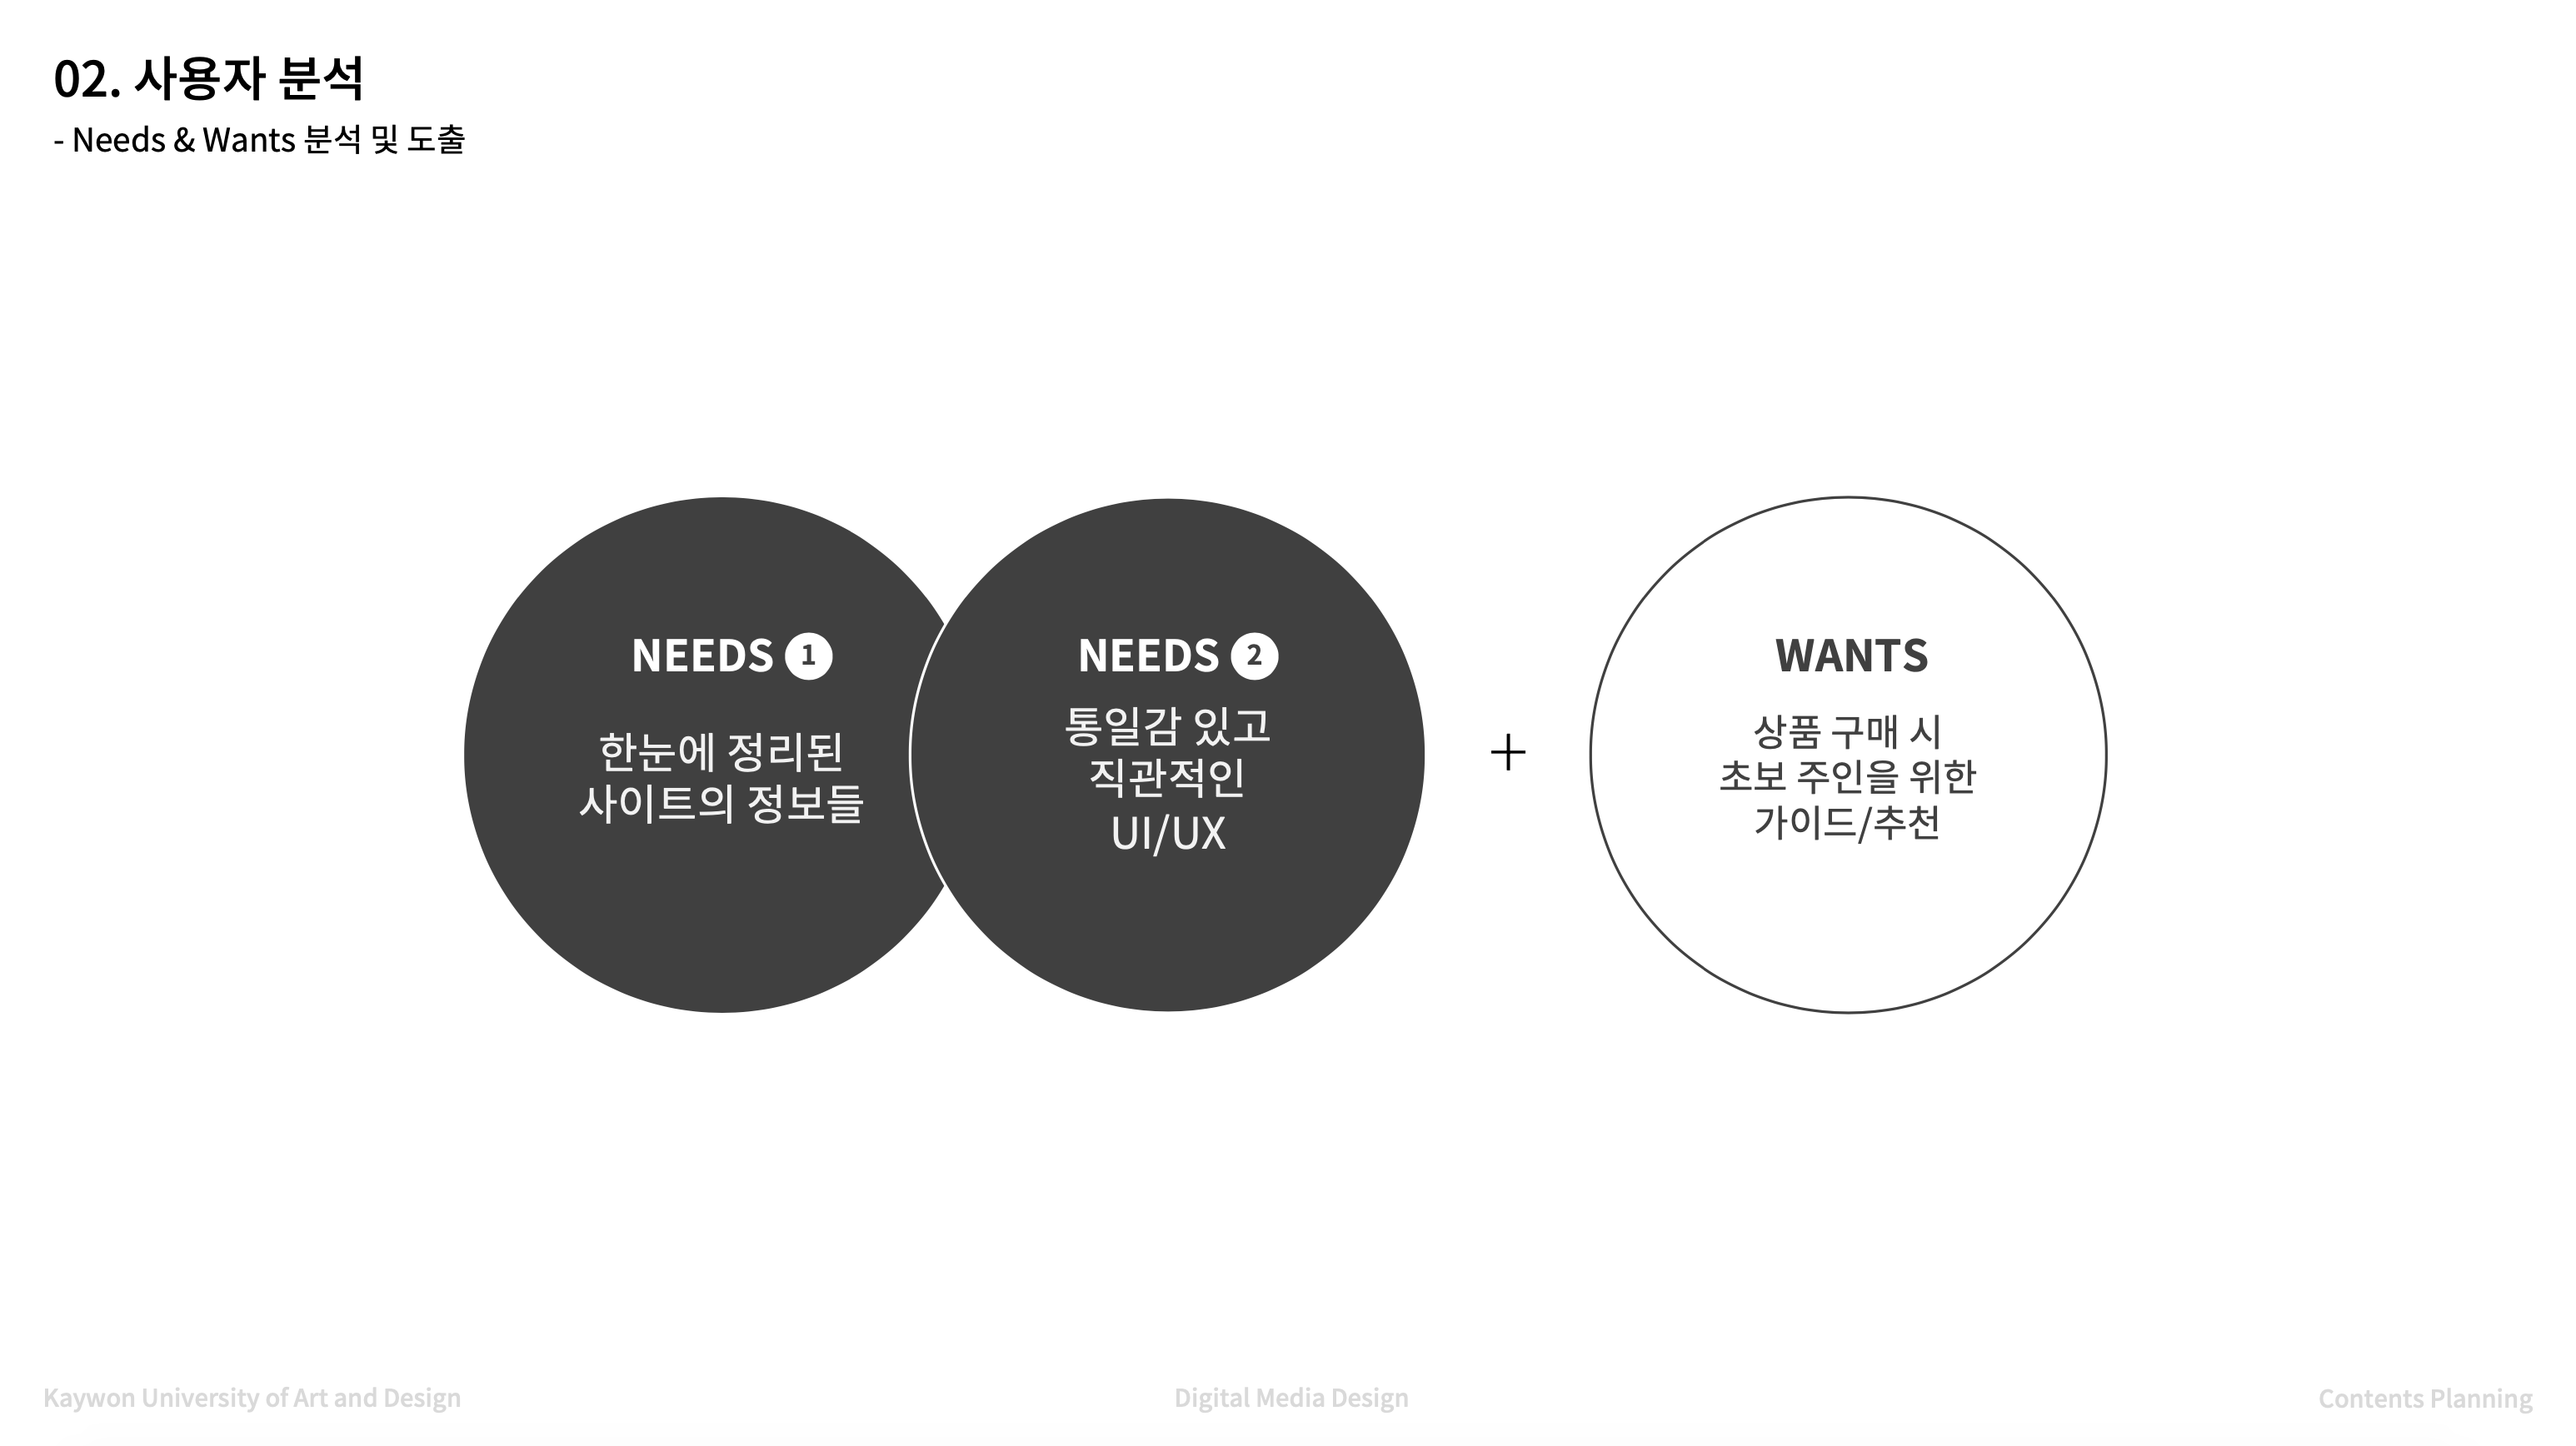 02. 사용자 분석
- Needs & Wants 분석 및 도출
NEEDS 1
한눈에 정리된
사이트의 정보들
NEEDS 2
통일감 있고
직관적인
UI/UX
+
WANTS
상품 구매 시
초보 주인을 위한
가이드/추천
Kaywon University of Art and Design
Digital Media Design
Contents Planning